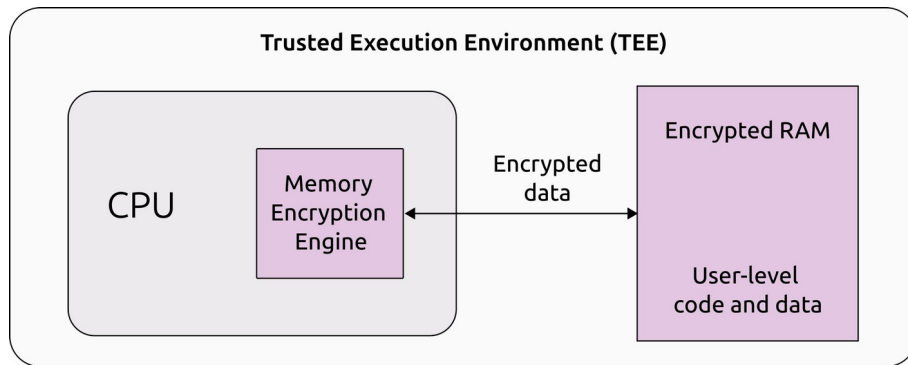 Trusted Execution Environment (TEE)
CPU
Memory
Encryption
Engine
Encrypted
data
Encrypted RAM
User-level
code and data